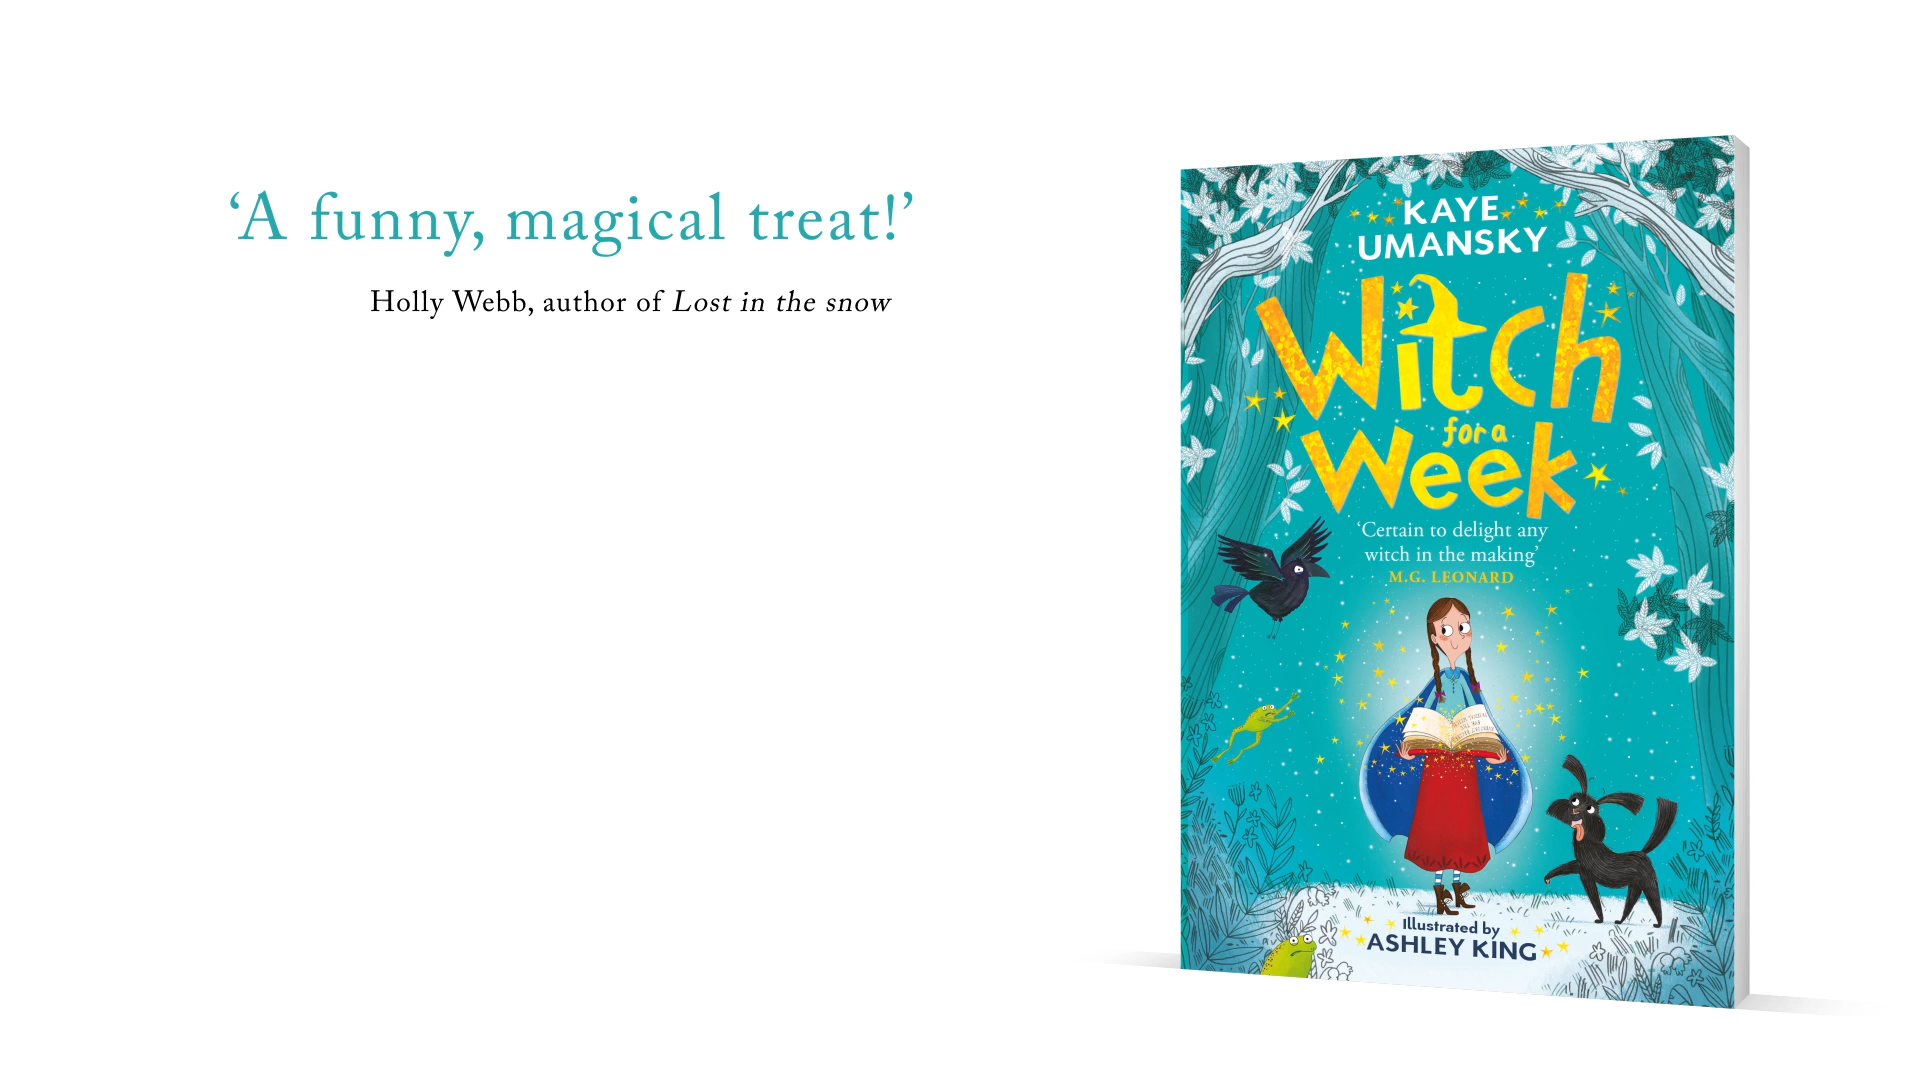 ‘A funny, magical treat!’
Holly Webb, author of Lost in the snow
KAYE
UMANSKY
Witch
for a
Week
‘Certain to delight any
witch in the making’
M.G. LEONARD
Illustrated by
ASHLEY KING